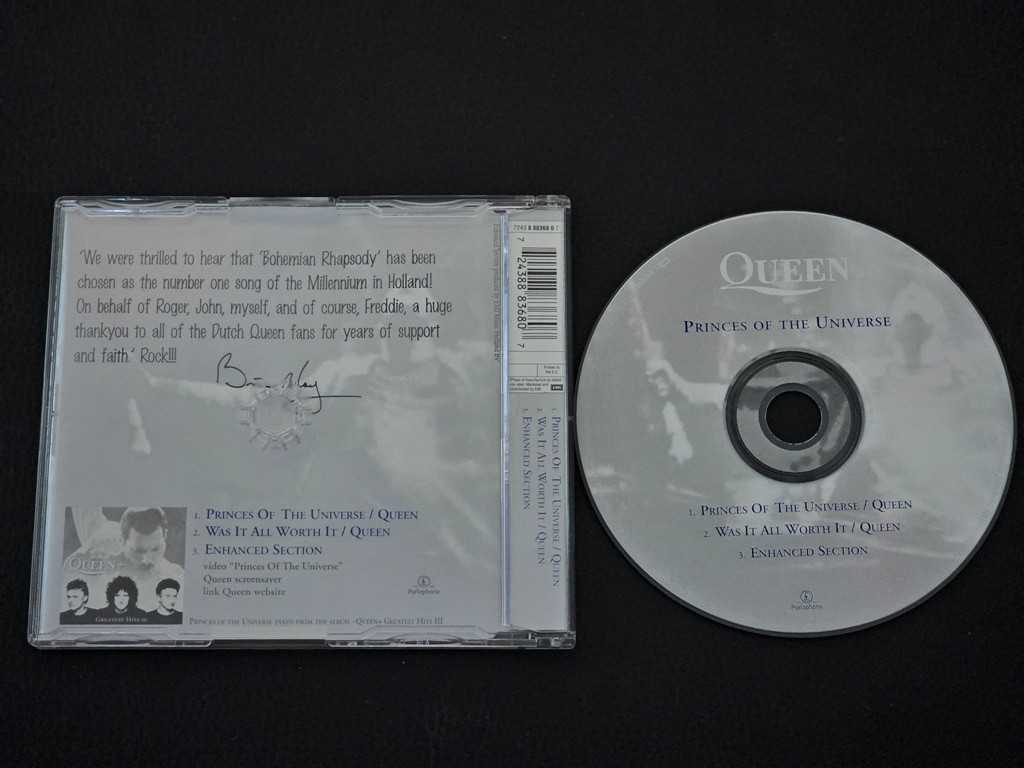 'We were thrilled to hear that 'Bohemian Rhapsody' has been
chosen as the number one song of the Millennium in Holland!
On behalf of Roger, John, myself, and of course, Freddie, a huge
thankyou to all of the Dutch Queen fans for years of support
and faith.' Rock!!!
1. Princes Of The Universe / Queen
2. Was It All Worth It / Queen
3. Enhanced Section
video "Princes Of The Universe"
Queen screensaver
link Queen website
Queen
Greatest Hits III
Parlophone
Princes of the Universe taken from the album «Queen» Greatest Hits III
7 24388 83680 7
1. Princes Of The Universe / Queen
2. Was It All Worth It / Queen
3. Enhanced Section
Queen
Princes of the Universe
1. Princes Of The Universe / Queen
2. Was It All Worth It / Queen
3. Enhanced Section
Parlophone